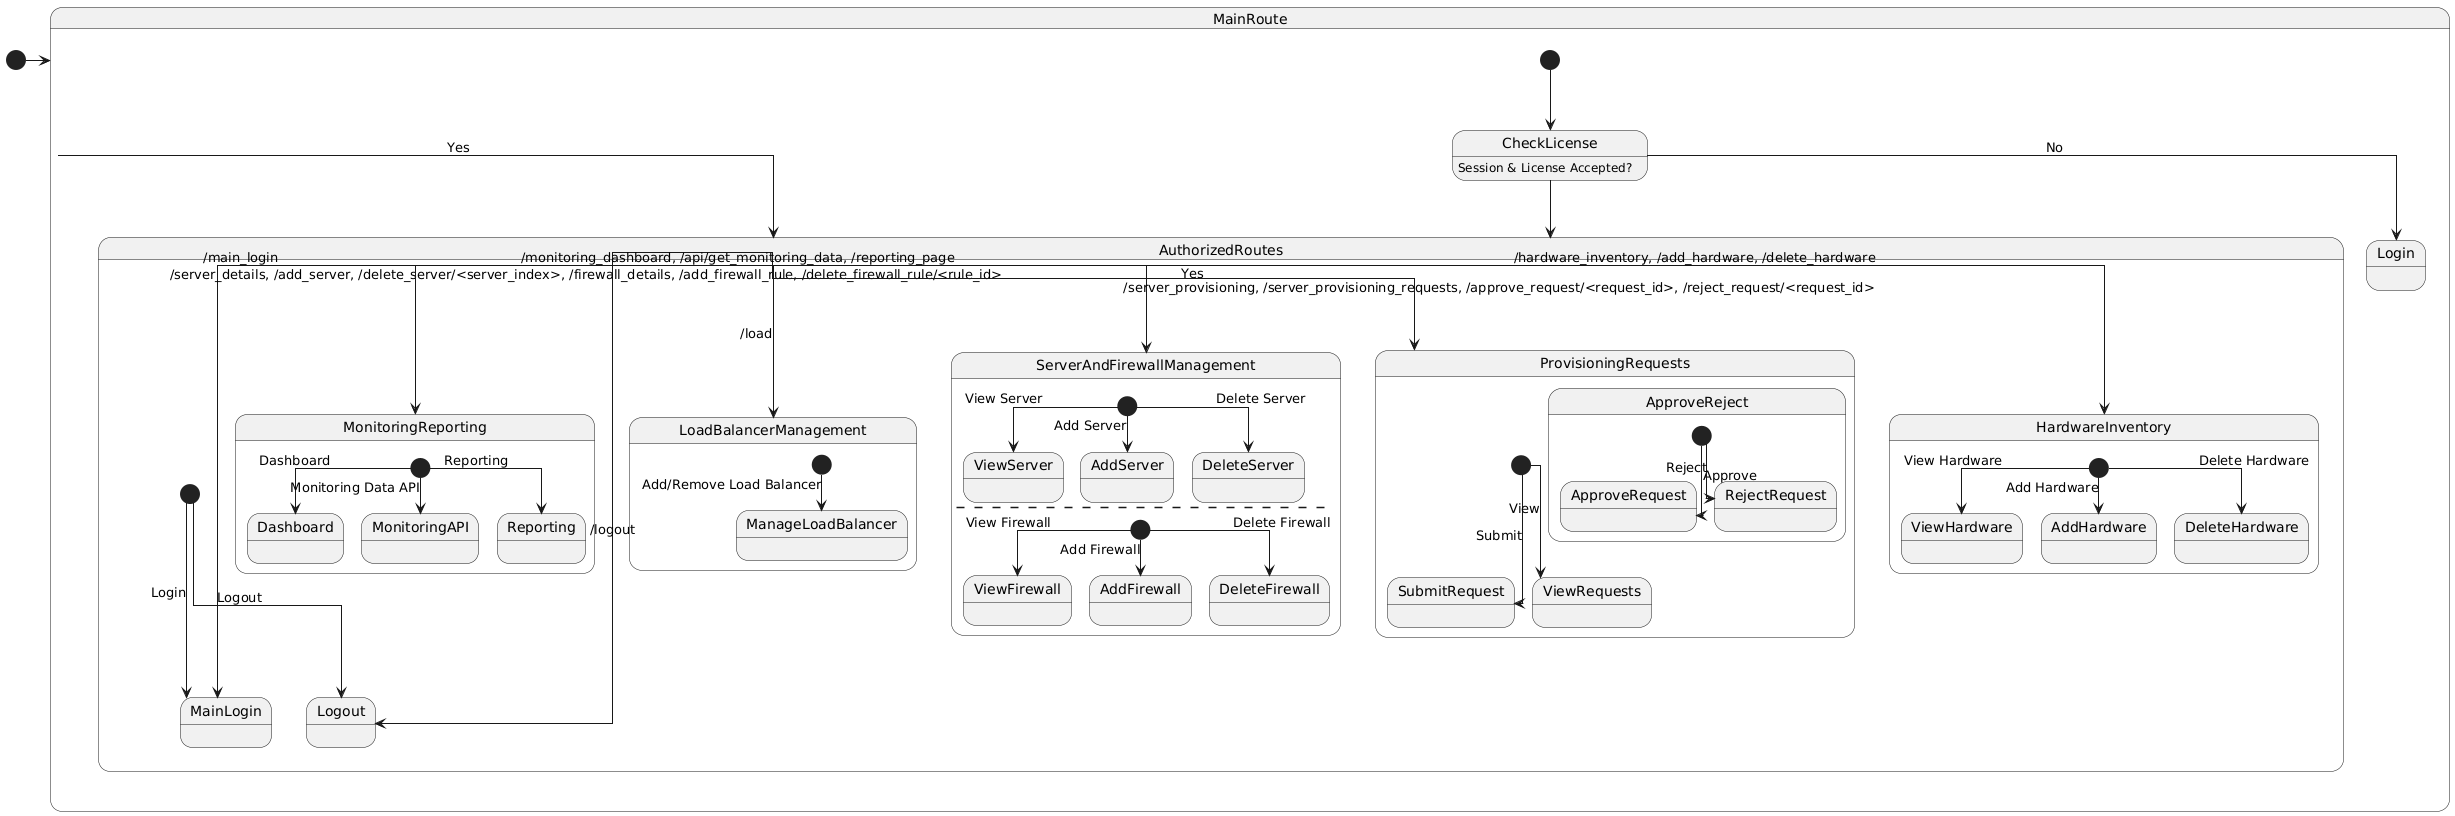 MainRoute
Yes
CheckLicense
Session & License Accepted?
No
AuthorizedRoutes
Login
/main_login
/monitoring_dashboard, /api/get_monitoring_data, /reporting_page
/hardware_inventory, /add_hardware, /delete_hardware
/server_details, /add_server, /delete_server/<server_index>, /firewall_details, /add_firewall_rule, /delete_firewall_rule/<rule_id>
Yes
/server_provisioning, /server_provisioning_requests, /approve_request/<request_id>, /reject_request/<request_id>
/load
ServerAndFirewallManagement
ProvisioningRequests
View Server
Delete Server
Add Server
ViewServer
AddServer
DeleteServer
View Firewall
Delete Firewall
Add Firewall
ViewFirewall
AddFirewall
DeleteFirewall
ApproveReject
Reject
Approve
ApproveRequest
RejectRequest
View
Submit
SubmitRequest
ViewRequests
MonitoringReporting
Dashboard
Reporting
Monitoring Data API
Dashboard
MonitoringAPI
Reporting
/logout
LoadBalancerManagement
Add/Remove Load Balancer
ManageLoadBalancer
HardwareInventory
View Hardware
Delete Hardware
Add Hardware
ViewHardware
AddHardware
DeleteHardware
Login
Logout
MainLogin
Logout